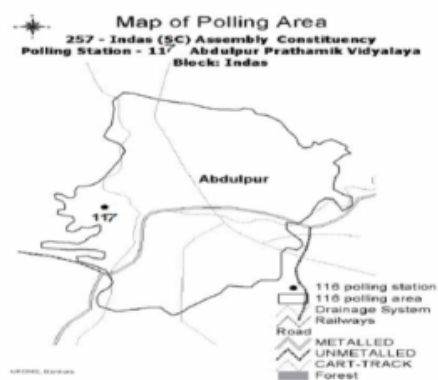 Map of Polling Area
257 - Indas (SC) Assembly Constituency
Polling Station - 117 Abdulpur Prathamik Vidyalaya
Block: Indas
Abdulpur
117
116 polling station
116 polling area
Drainage System
Railways
Road
METALLED
UNMETALLED
CART-TRACK
Forest